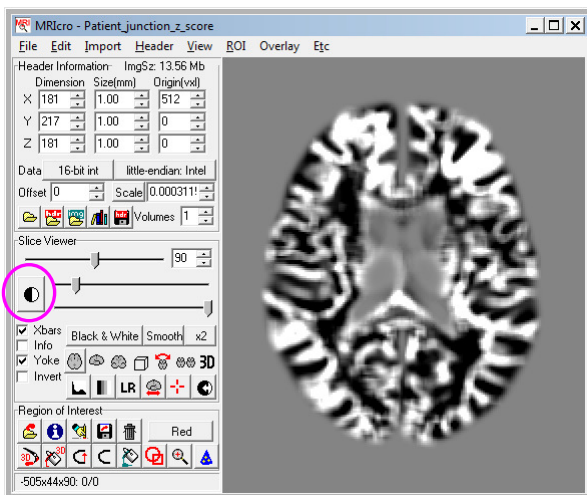 MRIcro - Patient_junction_z_score
File Edit Import Header View ROI Overlay Etc
Header Information ImgSz: 13.56 Mb
Dimension Size(mm) Origin(vxl)
X 181 1.00 512
Y 217 1.00 0
Z 181 1.00 0
Data 16-bit int little-endian: Intel
Offset 0 Scale 0.000311!
Volumes 1
Slice Viewer
90
Xbars Black & White Smooth x2
Info
Yoke 3D
Invert LR
Region of Interest
Red
3D 3D
-505x44x90: 0/0